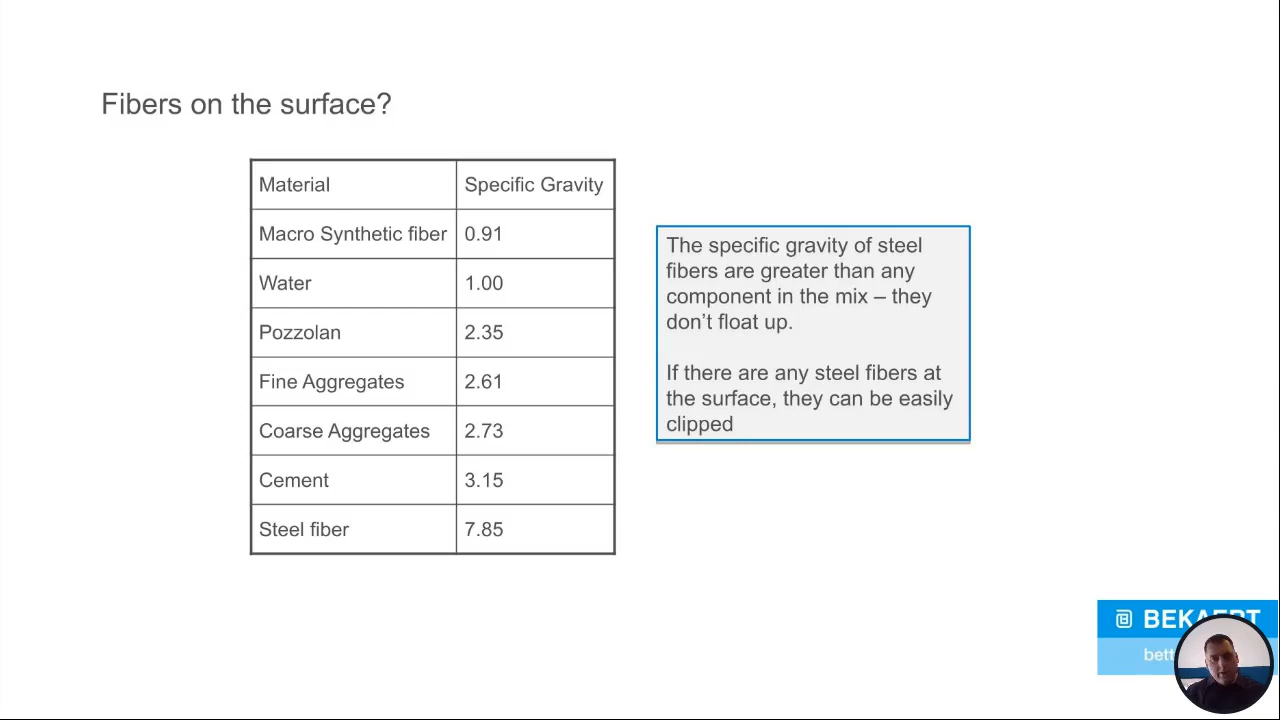 Fibers on the surface?
Material Specific Gravity
Macro Synthetic fiber 0.91
Water 1.00
Pozzolan 2.35
Fine Aggregates 2.61
Coarse Aggregates 2.73
Cement 3.15
Steel fiber 7.85
The specific gravity of steel
fibers are greater than any
component in the mix – they
don’t float up.
If there are any steel fibers at
the surface, they can be easily
clipped
BEKAERT